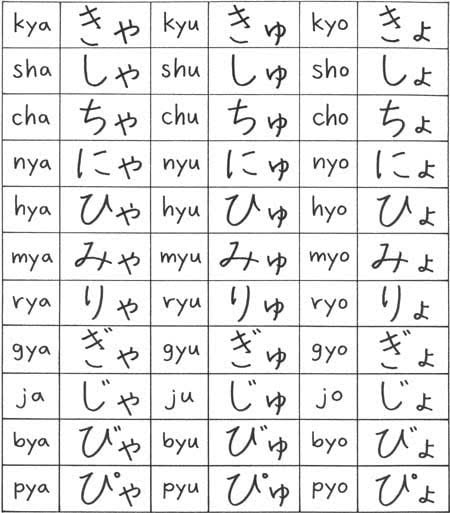 kya きゃ kyu きゅ kyo きょ
sha しゃ shu しゅ sho しょ
cha ちゃ chu ちゅ cho ちょ
nya にゃ nyu にゅ nyo にょ
hya ひゃ hyu ひゅ hyo ひょ
mya みゃ myu みゅ myo みょ
rya りゃ ryu りゅ ryo りょ
gya ぎゃ gyu ぎゅ gyo ぎょ
ja じゃ ju じゅ jo じょ
bya びゃ byu びゅ byo びょ
pya ぴゃ pyu ぴゅ pyo ぴょ